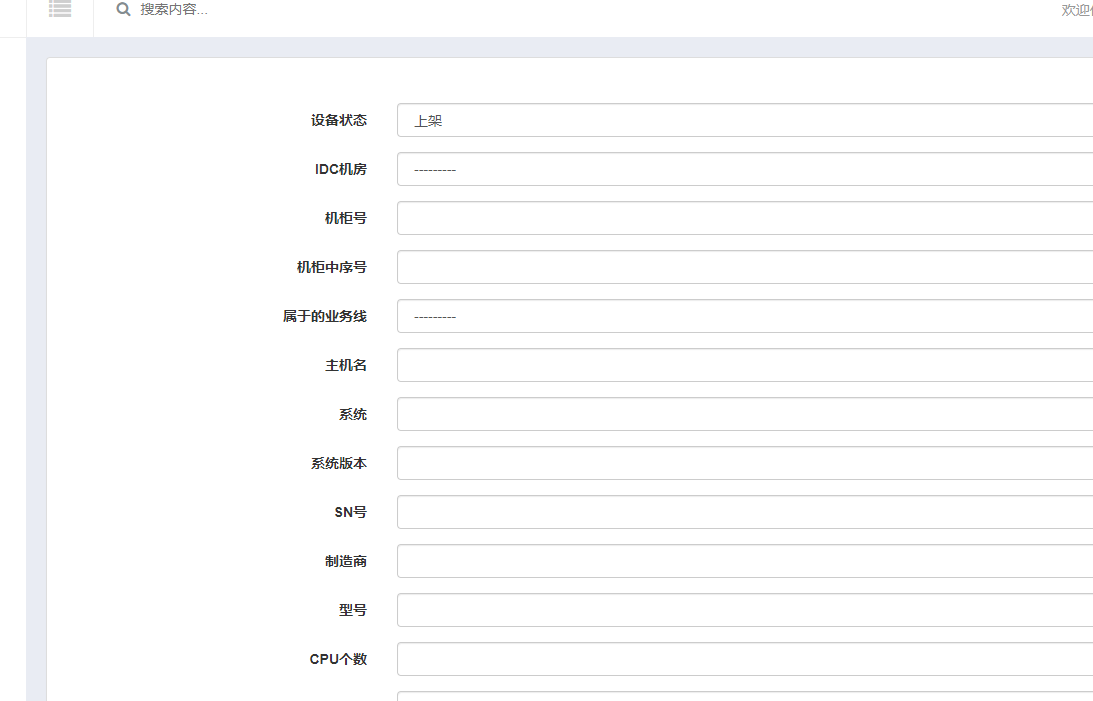 搜索内容...
欢迎
设备状态 上架
IDC机房 ---------
机柜号
机柜中序号
属于的业务线 ---------
主机名
系统
系统版本
SN号
制造商
型号
CPU个数